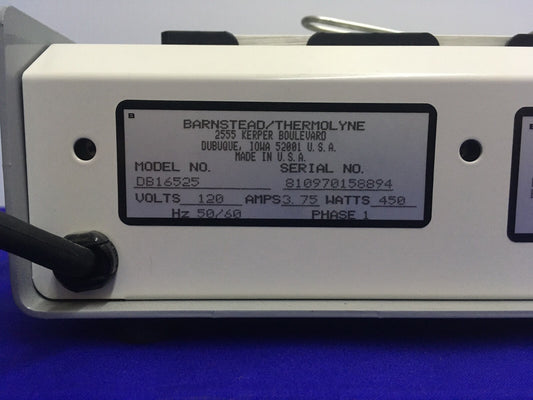 BARNSTEAD/THERMOLYNE
2555 KERPER BOULEVARD
DUBUQUE, IOWA 52001 U.S.A.
MADE IN U.S.A.
MODEL NO. SERIAL NO.
DB16525 810970158894
VOLTS 120 AMPS 3.75 WATTS 450
Hz 50/60 PHASE 1